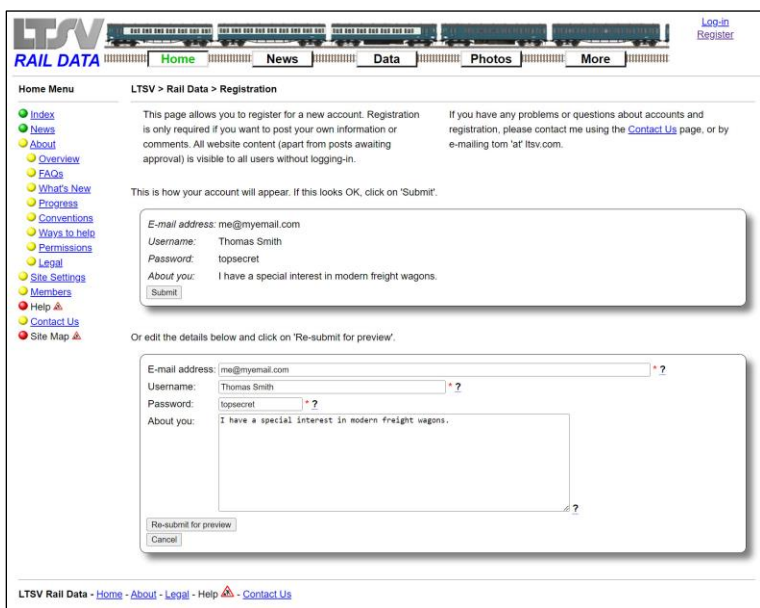 LTSV
RAIL DATA
Home
News
Data
Photos
More
Log-in
Register
Home Menu
Index
News
About
Overview
FAQs
What's New
Progress
Conventions
Ways to help
Permissions
Legal
Site Settings
Members
Help
Contact Us
Site Map
LTSV > Rail Data > Registration
This page allows you to register for a new account. Registration
is only required if you want to post your own information or
comments. All website content (apart from posts awaiting
approval) is visible to all users without logging-in.
If you have any problems or questions about accounts and
registration, please contact me using the Contact Us page, or by
e-mailing tom 'at' ltsv.com.
This is how your account will appear. If this looks OK, click on 'Submit'.
E-mail address: me@myemail.com
Username: Thomas Smith
Password: topsecret
About you: I have a special interest in modern freight wagons.
Submit
Or edit the details below and click on 'Re-submit for preview'.
E-mail address: me@myemail.com * ?
Username: Thomas Smith * ?
Password: topsecret * ?
About you: I have a special interest in modern freight wagons.
?
Re-submit for preview
Cancel
LTSV Rail Data - Home - About - Legal - Help - Contact Us